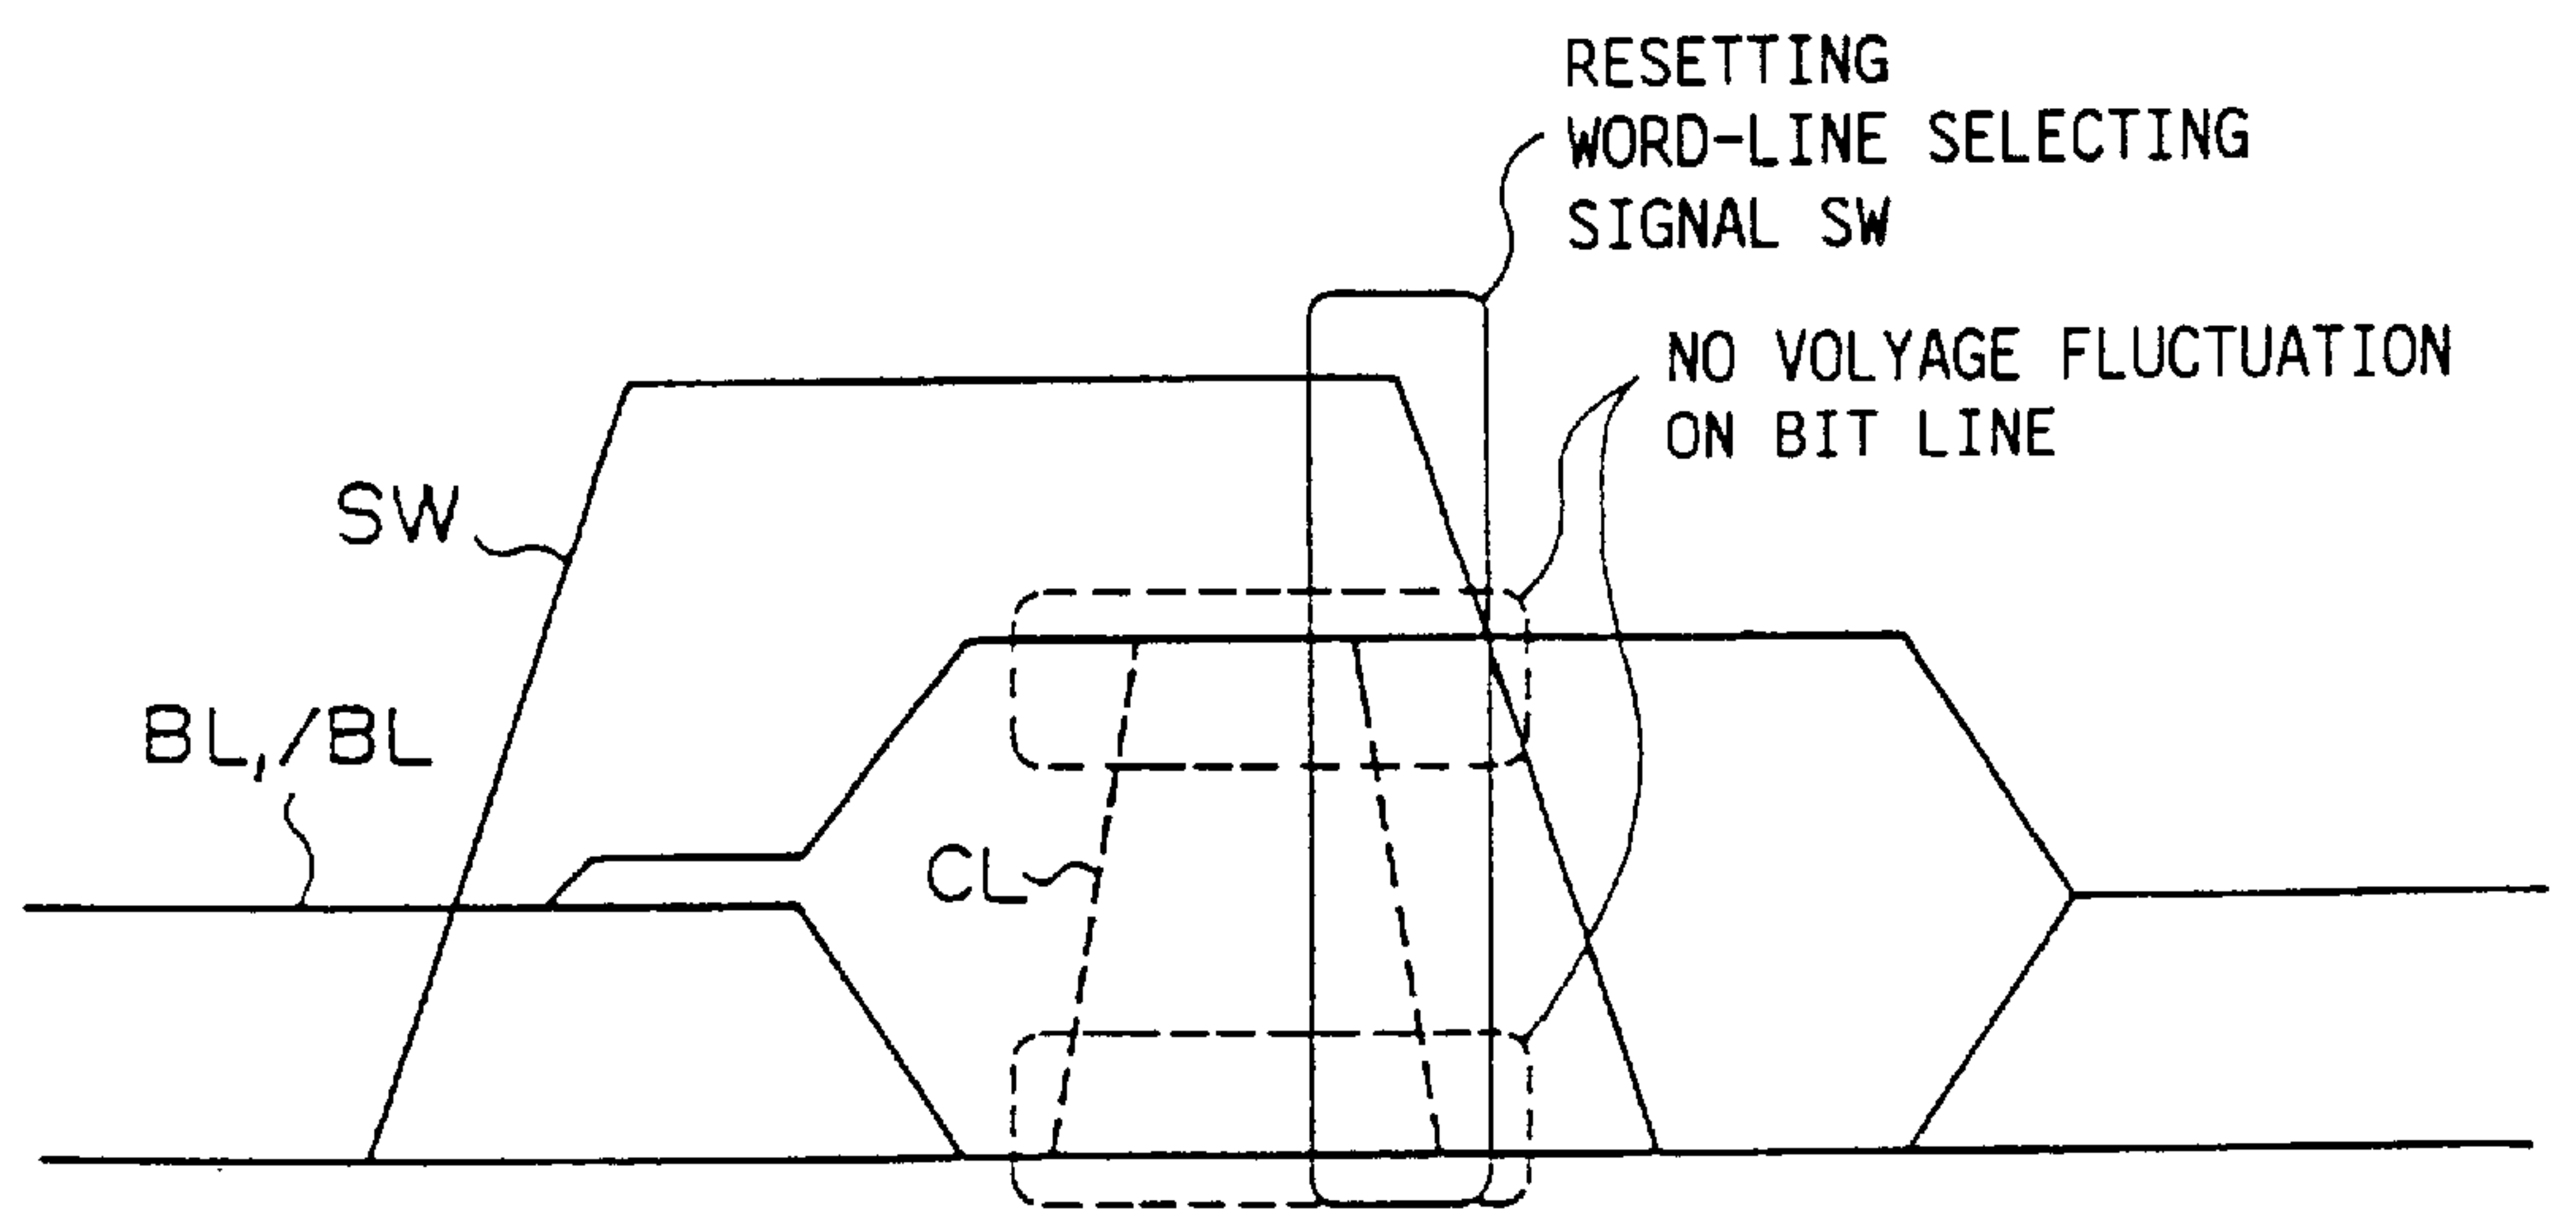 RESETTING
WORD-LINE SELECTING
SIGNAL SW
NO VOLYAGE FLUCTUATION
ON BIT LINE
SW
BL,/BL
CL